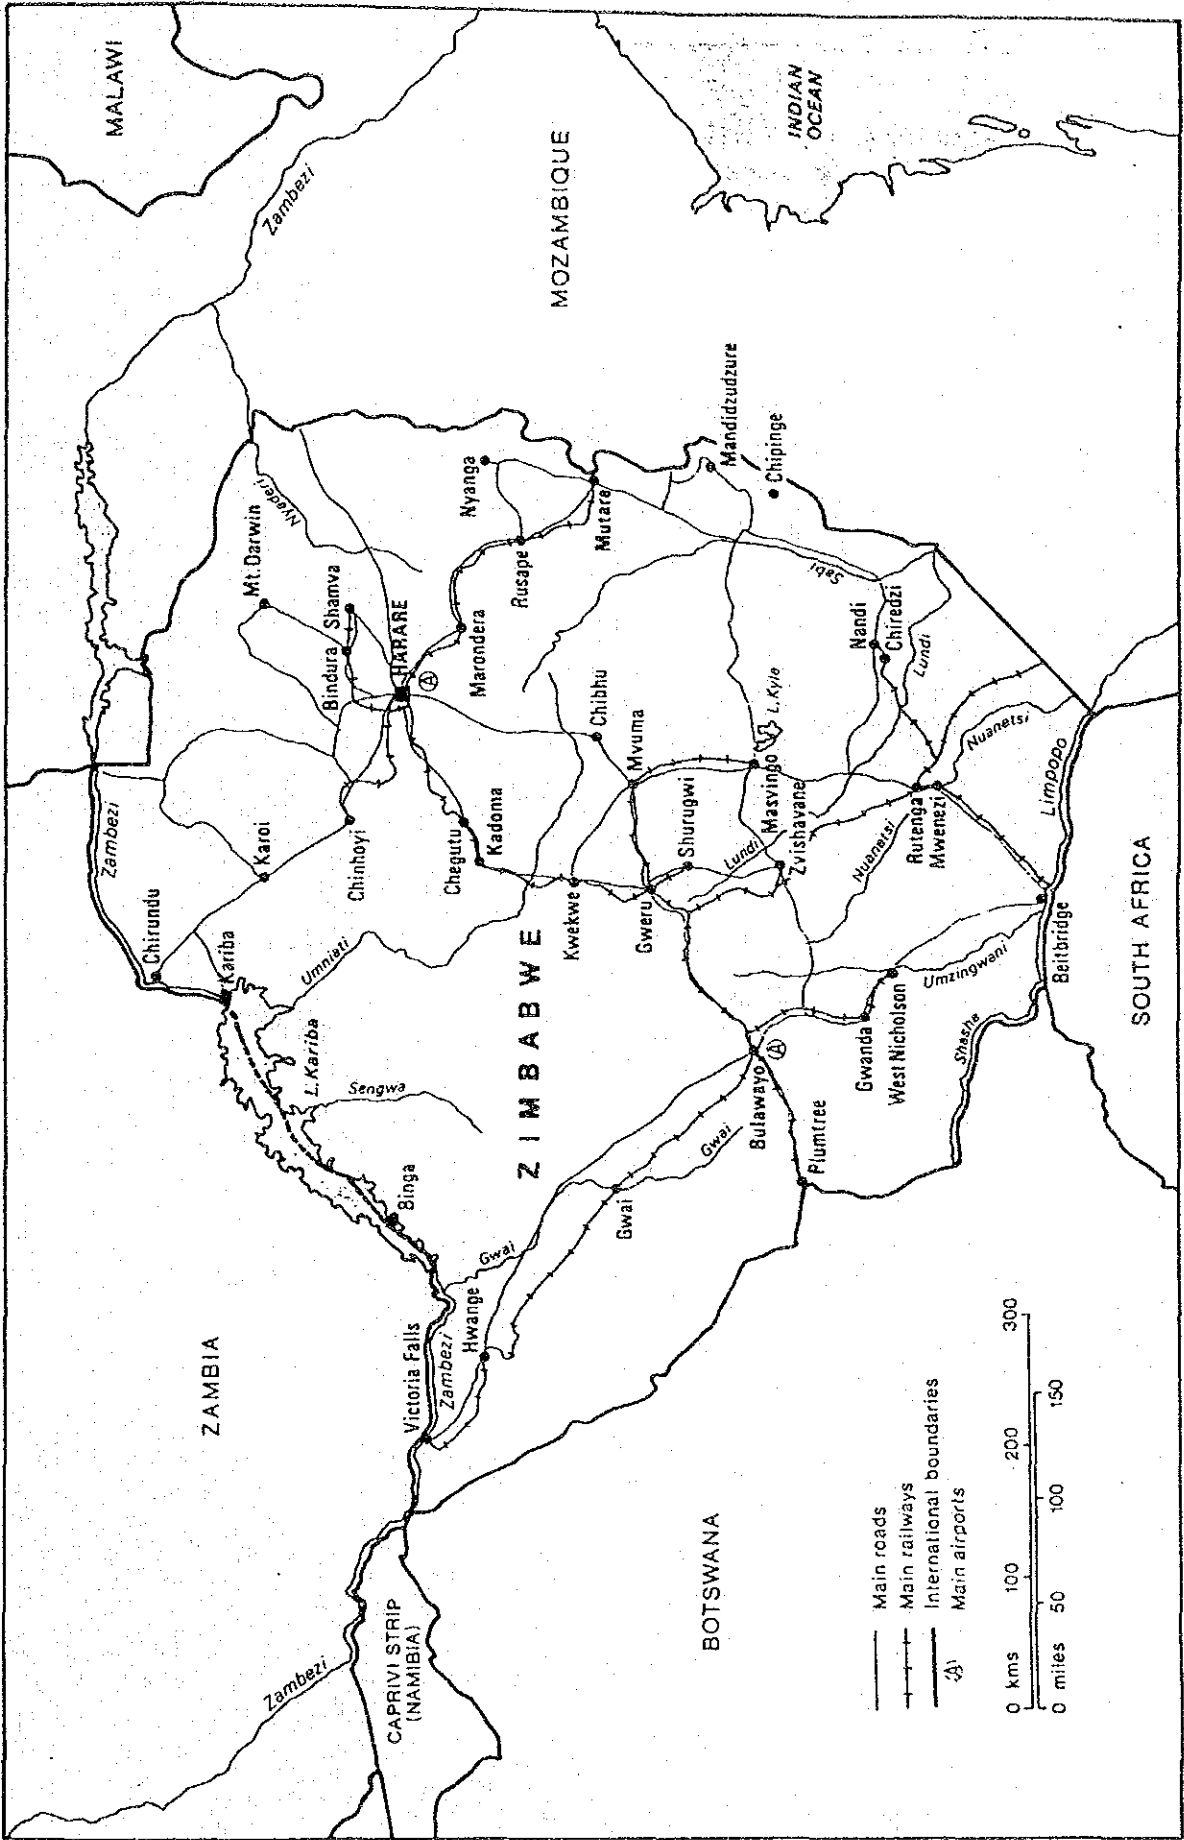 MALAWI
Zambezi
MOZAMBIQUE
INDIAN
OCEAN
ZAMBIA
Zambezi
Chirundu
Kariba
Karoi
Umniati
L. Kariba
Sengwa
Binga
Chinhoyi
Mt. Darwin
Nyaderi
Bindura
Shamva
HARARE
A
Nyanga
Marondera
Rusape
Mutare
Chegutu
Kadoma
Mandidzudzure
Chipinge
Sabi
Kwekwe
Chibhu
Mvuma
Gweru
Shurugwi
ZIMBABWE
Lundi
Masvingo
L. Kyle
Zvishavane
Nandi
Chiredzi
Lundi
Nuanetsi
Nuanetsi
Rutenga
Mwenezi
Limpopo
Victoria Falls
Zambezi
Gwai
Hwange
Gwai
Gwai
Bulawayo
A
Plumtree
Gwanda
West Nicholson
Umzingwani
Shashe
Beitbridge
SOUTH AFRICA
Zambezi
CAPRIVI STRIP
(NAMIBIA)
BOTSWANA
Main roads
Main railways
International boundaries
A Main airports
0 kms 100 200 300
0 miles 50 100 150